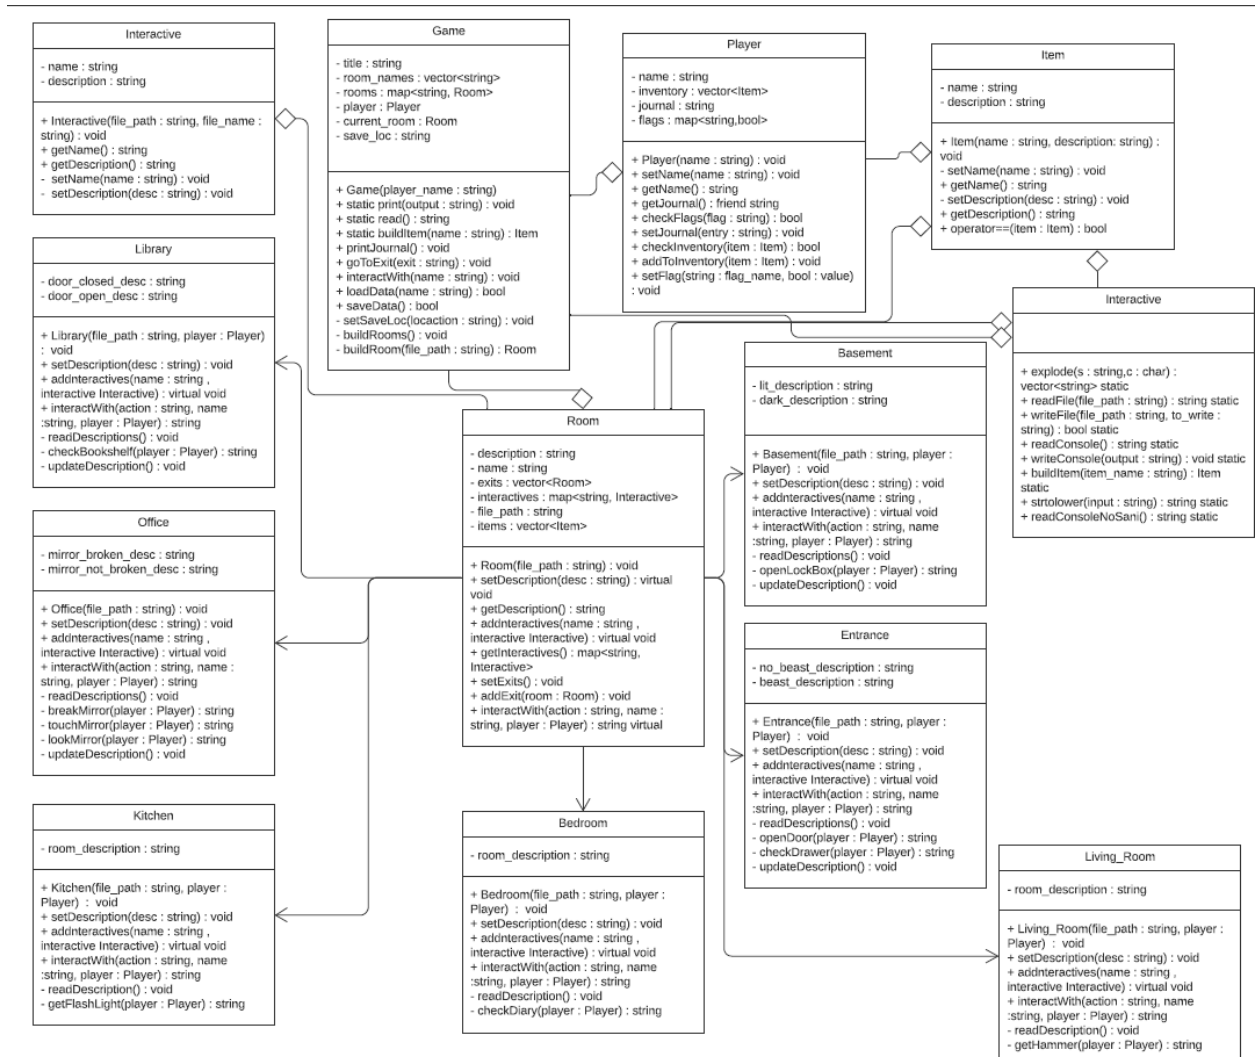 Interactive
- name : string
- description : string
+ Interactive(file_path : string, file_name :
string) : void
+ getName() : string
+ getDescription() : string
- setName(name : string) : void
- setDescription(desc : string) : void
Game
- title : string
- room_names : vector<string>
- rooms : map<string, Room>
- player : Player
- current_room : Room
- save_loc : string
+ Game(player_name : string)
+ static print(output : string) : void
+ static read() : string
+ static buildItem(name : string) : Item
+ printJournal() : void
+ goToExit(exit : string) : void
+ interactWith(name : string) : void
+ loadData(name : string) : bool
+ saveData() : bool
- setSaveLoc(locaction : string) : void
- buildRooms() : void
- buildRoom(file_path : string) : Room
Player
- name : string
- inventory : vector<Item>
- journal : string
- flags : map<string,bool>
+ Player(name : string) : void
+ setName(name : string) : void
+ getName() : string
+ getJournal() : friend string
+ checkFlags(flag : string) : bool
+ setJournal(entry : string) : void
+ checkInventory(item : Item) : bool
+ addToInventory(item : Item) : void
+ setFlag(string : flag_name, bool : value)
: void
Item
- name : string
- description : string
+ Item(name : string, description: string) :
void
- setName(name : string) : void
+ getName() : string
- setDescription(desc : string) : void
+ getDescription() : string
+ operator==(item : Item) : bool
Library
- door_closed_desc : string
- door_open_desc : string
+ Library(file_path : string, player : Player)
: void
+ setDescription(desc : string) : void
+ addnteractives(name : string ,
interactive Interactive) : virtual void
+ interactWith(action : string, name
:string, player : Player) : string
- readDescriptions() : void
- checkBookshelf(player : Player) : string
- updateDescription() : void
Interactive
+ explode(s : string,c : char) :
vector<string> static
+ readFile(file_path : string) : string static
+ writeFile(file_path : string, to_write :
string) : bool static
+ readConsole() : string static
+ writeConsole(output : string) : void static
+ buildItem(item_name : string) : Item
static
+ strtolower(input : string) : string static
+ readConsoleNoSani() : string static
Basement
- lit_description : string
- dark_description : string
+ Basement(file_path : string, player :
Player) : void
+ setDescription(desc : string) : void
+ addnteractives(name : string ,
interactive Interactive) : virtual void
+ interactWith(action : string, name
:string, player : Player) : string
- readDescriptions() : void
- openLockBox(player : Player) : string
- updateDescription() : void
Room
- description : string
- name : string
- exits : vector<Room>
- interactives : map<string, Interactive>
- file_path : string
- items : vector<Item>
+ Room(file_path : string) : void
+ setDescription(desc : string) : virtual
void
+ getDescription() : string
+ addnteractives(name : string ,
interactive Interactive) : virtual void
+ getInteractives() : map<string,
Interactive>
+ setExits() : void
+ addExit(room : Room) : void
+ interactWith(action : string, name :
string, player : Player) : string virtual
Office
- mirror_broken_desc : string
- mirror_not_broken_desc : string
+ Office(file_path : string) : void
+ setDescription(desc : string) : void
+ addnteractives(name : string ,
interactive Interactive) : virtual void
+ interactWith(action : string, name :
string, player : Player) : string
- readDescriptions() : void
- breakMirror(player : Player) : string
- touchMirror(player : Player) : string
- lookMirror(player : Player) : string
- updateDescription() : void
Entrance
- no_beast_description : string
- beast_description : string
+ Entrance(file_path : string, player :
Player) : void
+ setDescription(desc : string) : void
+ addnteractives(name : string ,
interactive Interactive) : virtual void
+ interactWith(action : string, name
:string, player : Player) : string
- readDescriptions() : void
- openDoor(player : Player) : string
- checkDrawer(player : Player) : string
- updateDescription() : void
Kitchen
- room_description : string
+ Kitchen(file_path : string, player :
Player) : void
+ setDescription(desc : string) : void
+ addnteractives(name : string ,
interactive Interactive) : virtual void
+ interactWith(action : string, name
:string, player : Player) : string
- readDescription() : void
- getFlashLight(player : Player) : string
Bedroom
- room_description : string
+ Bedroom(file_path : string, player :
Player) : void
+ setDescription(desc : string) : void
+ addnteractives(name : string ,
interactive Interactive) : virtual void
+ interactWith(action : string, name
:string, player : Player) : string
- readDescription() : void
- checkDiary(player : Player) : string
Living_Room
- room_description : string
+ Living_Room(file_path : string, player :
Player) : void
+ setDescription(desc : string) : void
+ addnteractives(name : string ,
interactive Interactive) : virtual void
+ interactWith(action : string, name
:string, player : Player) : string
- readDescription() : void
- getHammer(player : Player) : string